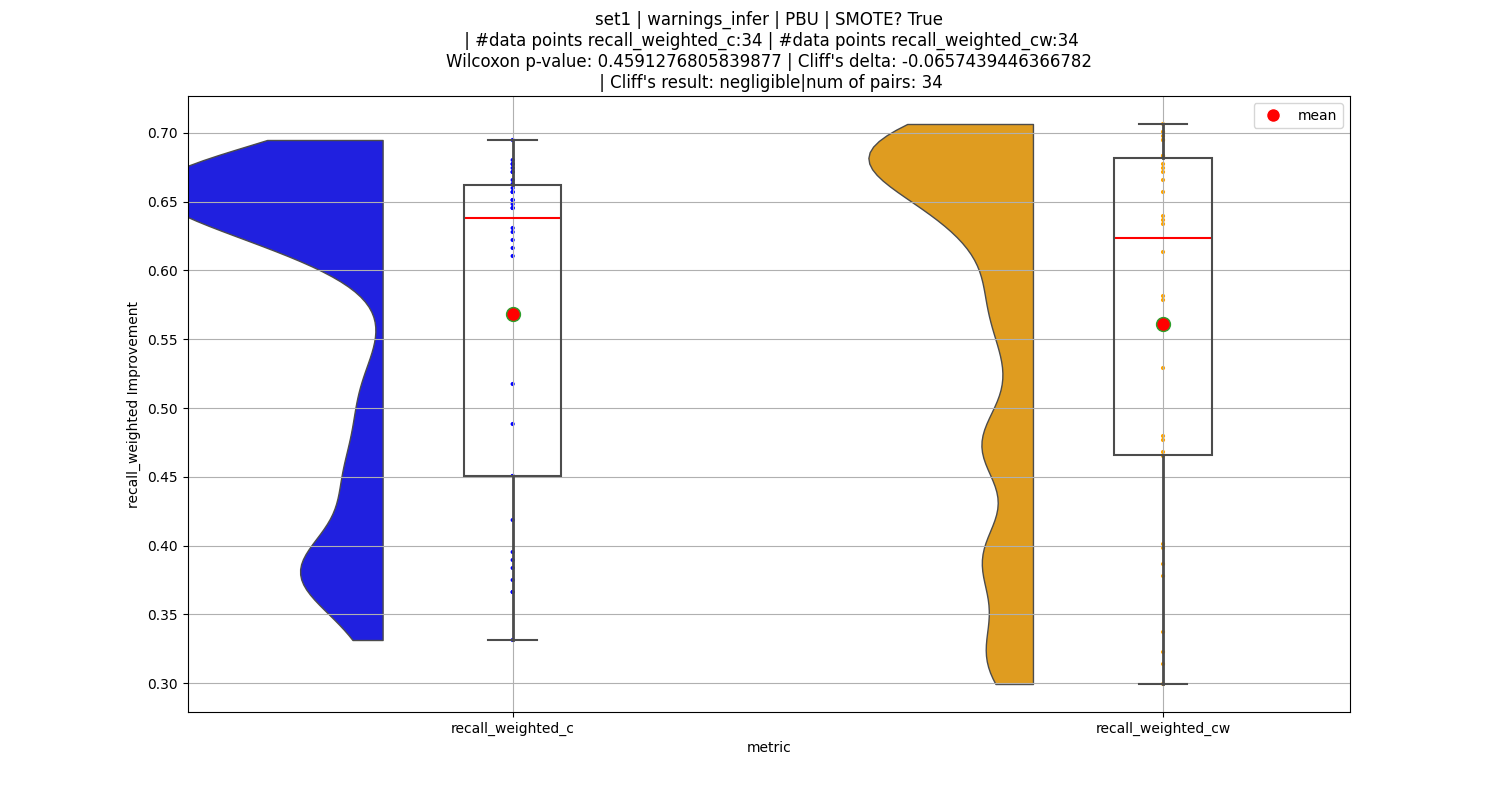 set1 | warnings_infer | PBU | SMOTE? True
| #data points recall_weighted_c:34 | #data points recall_weighted_cw:34
Wilcoxon p-value: 0.4591276805839877 | Cliff's delta: -0.0657439446366782
| Cliff's result: negligible|num of pairs: 34
mean
0.70
0.65
0.60
0.55
0.50
0.45
0.40
0.35
0.30
recall_weighted Improvement
recall_weighted_c
recall_weighted_cw
metric